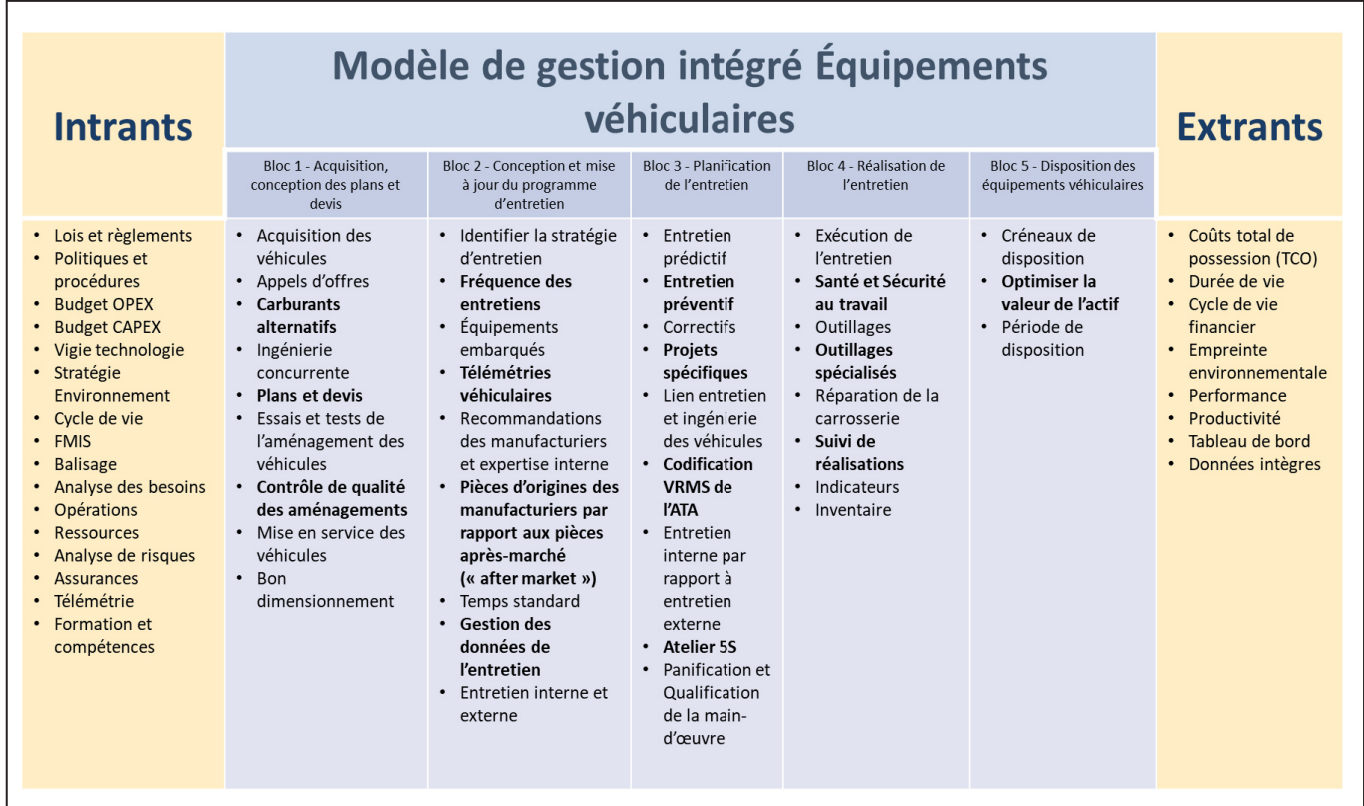 Intrants
Modèle de gestion intégré Équipements
véhiculaires
Extrants
Bloc 1 - Acquisition,
conception des plans et
devis
Bloc 2 - Conception et mise
à jour du programme
d’entretien
Bloc 3 - Planification
de l’entretien
Bloc 4 - Réalisation de
l’entretien
Bloc 5 - Disposition des
équipements véhiculaires
• Lois et règlements
• Politiques et
procédures
• Budget OPEX
• Budget CAPEX
• Vigie technologie
• Stratégie
Environnement
• Cycle de vie
• FMIS
• Balisage
• Analyse des besoins
• Opérations
• Ressources
• Analyse de risques
• Assurances
• Télémétrie
• Formation et
compétences
• Acquisition des
véhicules
• Appels d’offres
• Carburants
alternatifs
• Ingénierie
concurrente
• Plans et devis
• Essais et tests de
l’aménagement des
véhicules
• Contrôle de qualité
des aménagements
• Mise en service des
véhicules
• Bon
dimensionnement
• Identifier la stratégie
d’entretien
• Fréquence des
entretiens
• Équipements
embarqués
• Télémétries
véhiculaires
• Recommandations
des manufacturiers
et expertise interne
• Pièces d’origines des
manufacturiers par
rapport aux pièces
après-marché
(« after market »)
• Temps standard
• Gestion des
données de
l’entretien
• Entretien interne et
externe
• Entretien
prédictif
• Entretien
préventif
• Correctifs
• Projets
spécifiques
• Lien entretien
et ingénierie
des véhicules
• Codification
VRMS de
l’ATA
• Entretien
interne par
rapport à
entretien
externe
• Atelier 5S
• Panification et
Qualification
de la main-
d’œuvre
• Exécution de
l’entretien
• Santé et Sécurité
au travail
• Outillages
• Outillages
spécialisés
• Réparation de la
carrosserie
• Suivi de
réalisations
• Indicateurs
• Inventaire
• Créneaux de
disposition
• Optimiser la
valeur de l’actif
• Période de
disposition
• Coûts total de
possession (TCO)
• Durée de vie
• Cycle de vie
financier
• Empreinte
environnementale
• Performance
• Productivité
• Tableau de bord
• Données intègres